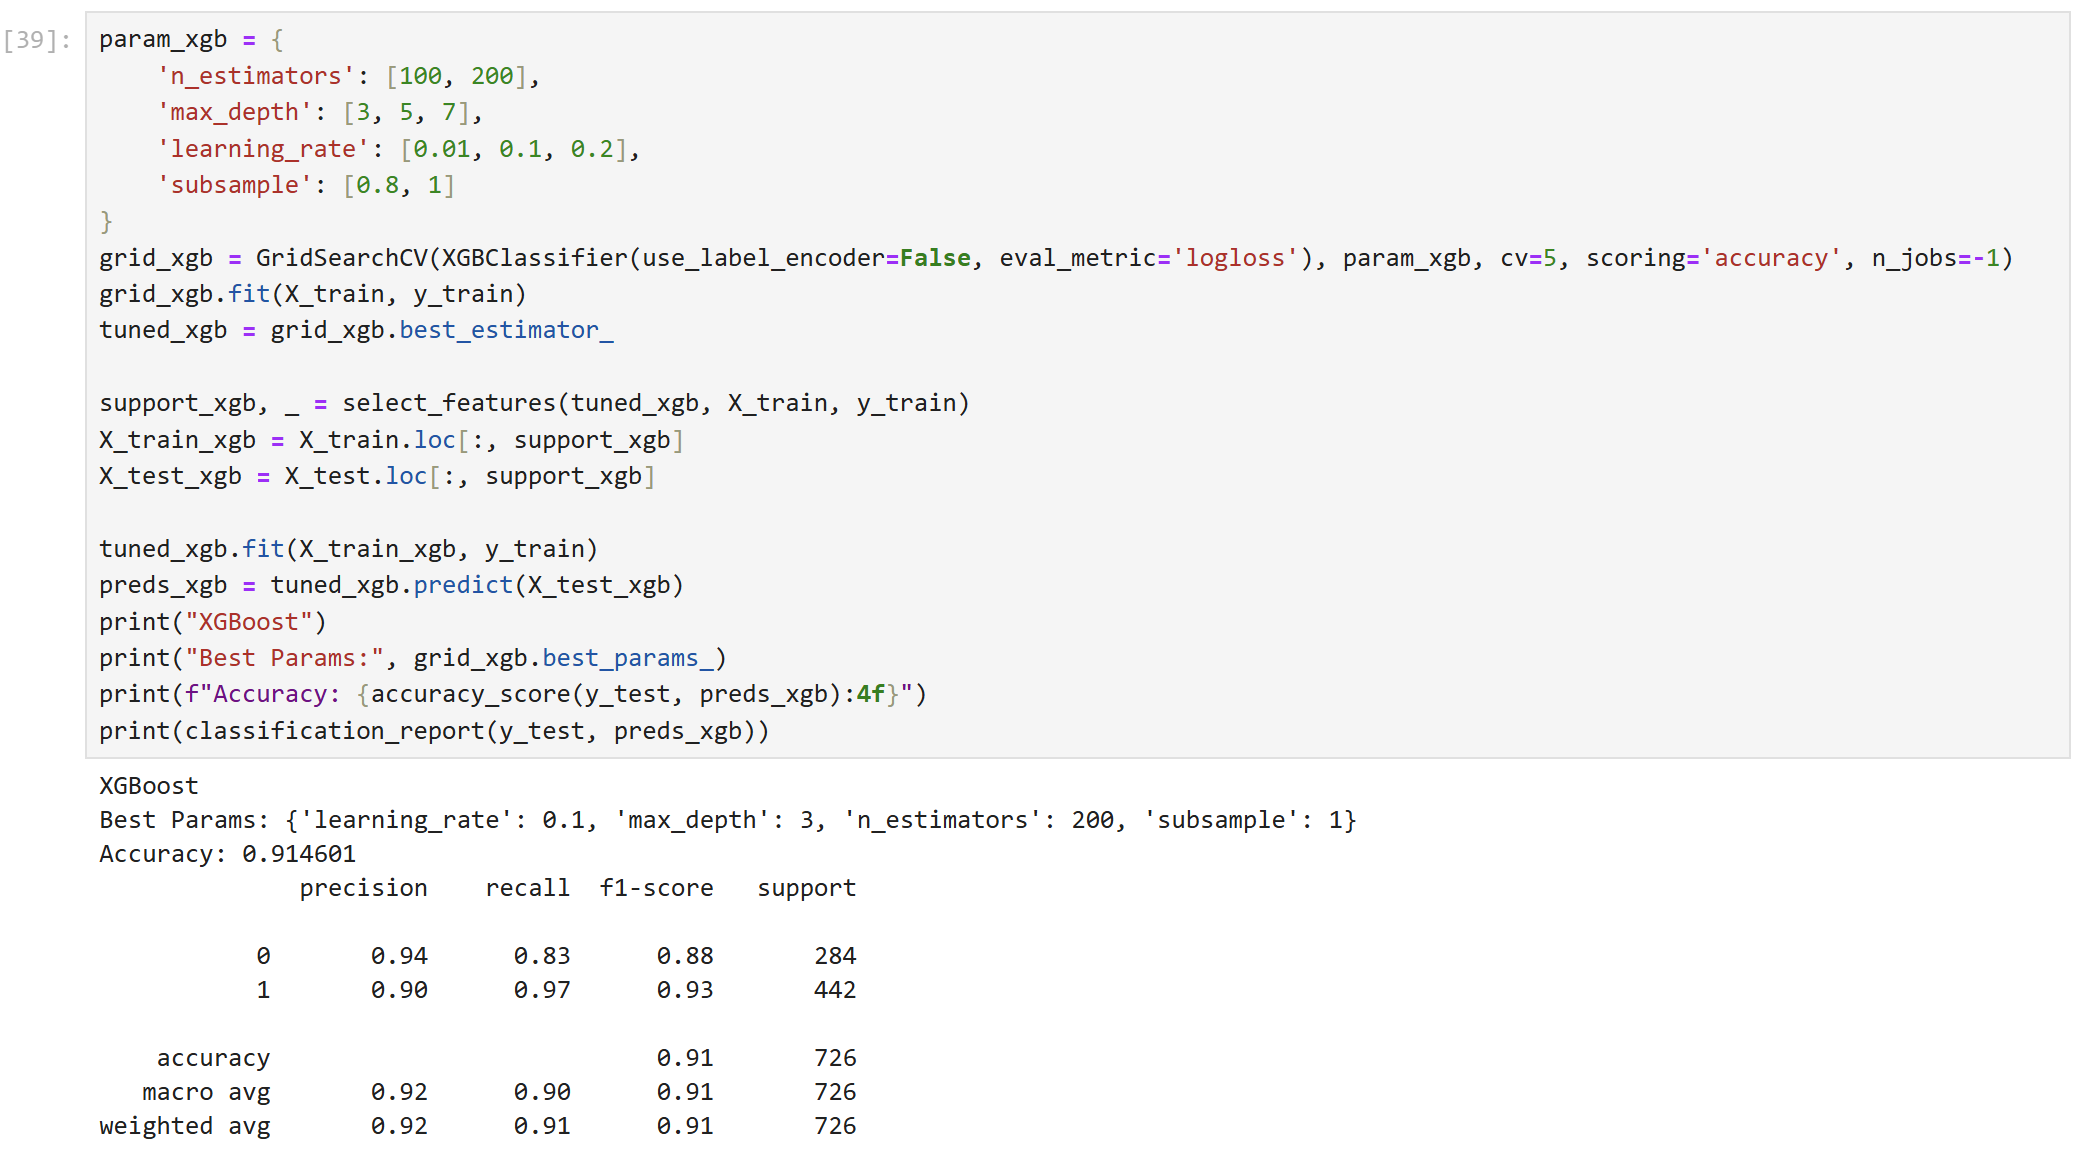 [39]:
param_xgb = {
    'n_estimators': [100, 200],
    'max_depth': [3, 5, 7],
    'learning_rate': [0.01, 0.1, 0.2],
    'subsample': [0.8, 1]
}
grid_xgb = GridSearchCV(XGBClassifier(use_label_encoder=False, eval_metric='logloss'), param_xgb, cv=5, scoring='accuracy', n_jobs=-1)
grid_xgb.fit(X_train, y_train)
tuned_xgb = grid_xgb.best_estimator_

support_xgb, _ = select_features(tuned_xgb, X_train, y_train)
X_train_xgb = X_train.loc[:, support_xgb]
X_test_xgb = X_test.loc[:, support_xgb]

tuned_xgb.fit(X_train_xgb, y_train)
preds_xgb = tuned_xgb.predict(X_test_xgb)
print("XGBoost")
print("Best Params:", grid_xgb.best_params_)
print(f"Accuracy: {accuracy_score(y_test, preds_xgb):4f}")
print(classification_report(y_test, preds_xgb))
XGBoost
Best Params: {'learning_rate': 0.1, 'max_depth': 3, 'n_estimators': 200, 'subsample': 1}
Accuracy: 0.914601
              precision    recall  f1-score   support

           0       0.94      0.83      0.88       284
           1       0.90      0.97      0.93       442

    accuracy                           0.91       726
   macro avg       0.92      0.90      0.91       726
weighted avg       0.92      0.91      0.91       726